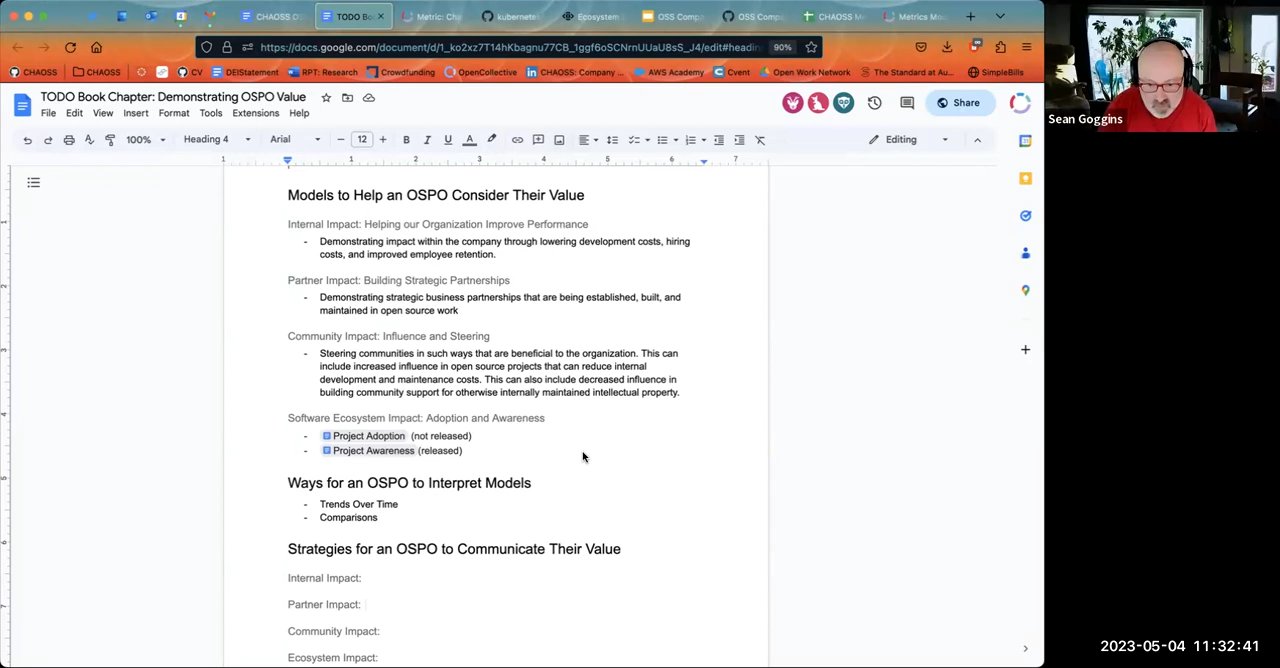 CHAOSS D
TODO Bo
Metric: Cha
kubernetes
Ecosystem
OSS Compa
OSS Compa
CHAOSS M
Metrics Mo
https://docs.google.com/document/d/1_ko2xz7T14hKbagnu77CB_1ggf6oSCNrnUUaU8sS_J4/edit#headin
90%
CHAOSS
CHAOSS
CV
DEIStatement
RPT: Research
Crowdfunding
OpenCollective
CHAOSS: Company ...
AWS Academy
Cvent
Open Work Network
The Standard at Au...
SimpleBills
TODO Book Chapter: Demonstrating OSPO Value
File Edit View Insert Format Tools Extensions Help
Share
100% Heading 4 Arial 12 Editing
Models to Help an OSPO Consider Their Value
Internal Impact: Helping our Organization Improve Performance
- Demonstrating impact within the company through lowering development costs, hiring
costs, and improved employee retention.
Partner Impact: Building Strategic Partnerships
- Demonstrating strategic business partnerships that are being established, built, and
maintained in open source work
Community Impact: Influence and Steering
- Steering communities in such ways that are beneficial to the organization. This can
include increased influence in open source projects that can reduce internal
development and maintenance costs. This can also include decreased influence in
building community support for otherwise internally maintained intellectual property.
Software Ecosystem Impact: Adoption and Awareness
- Project Adoption (not released)
- Project Awareness (released)
Ways for an OSPO to Interpret Models
- Trends Over Time
- Comparisons
Strategies for an OSPO to Communicate Their Value
Internal Impact:
Partner Impact:
Community Impact:
Ecosystem Impact:
Sean Goggins
2023-05-04 11:32:41